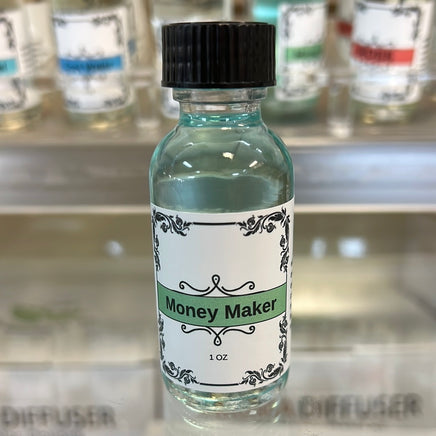 Money Maker
1 OZ
DIFFUSER
DIFFUSER